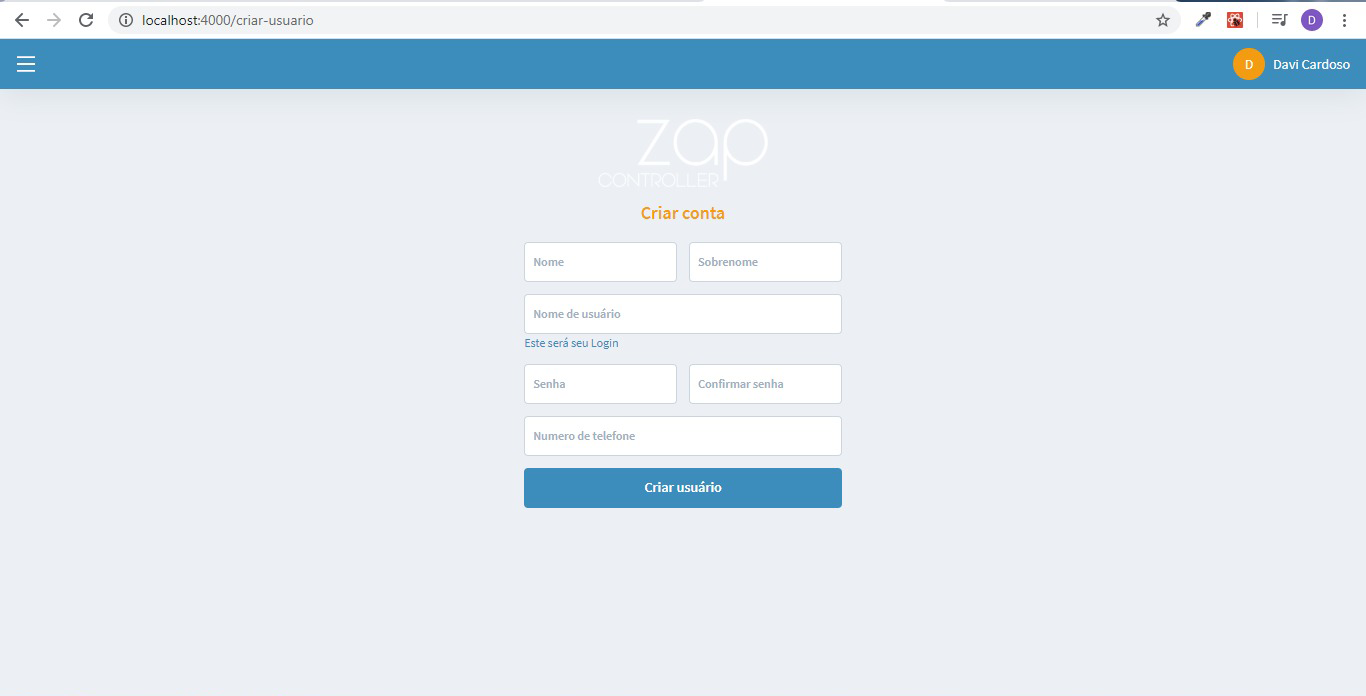 localhost:4000/criar-usuario
D
D
Davi Cardoso
zap
CONTROLLER
Criar conta
Nome
Sobrenome
Nome de usuário
Este será seu Login
Senha
Confirmar senha
Numero de telefone
Criar usuário